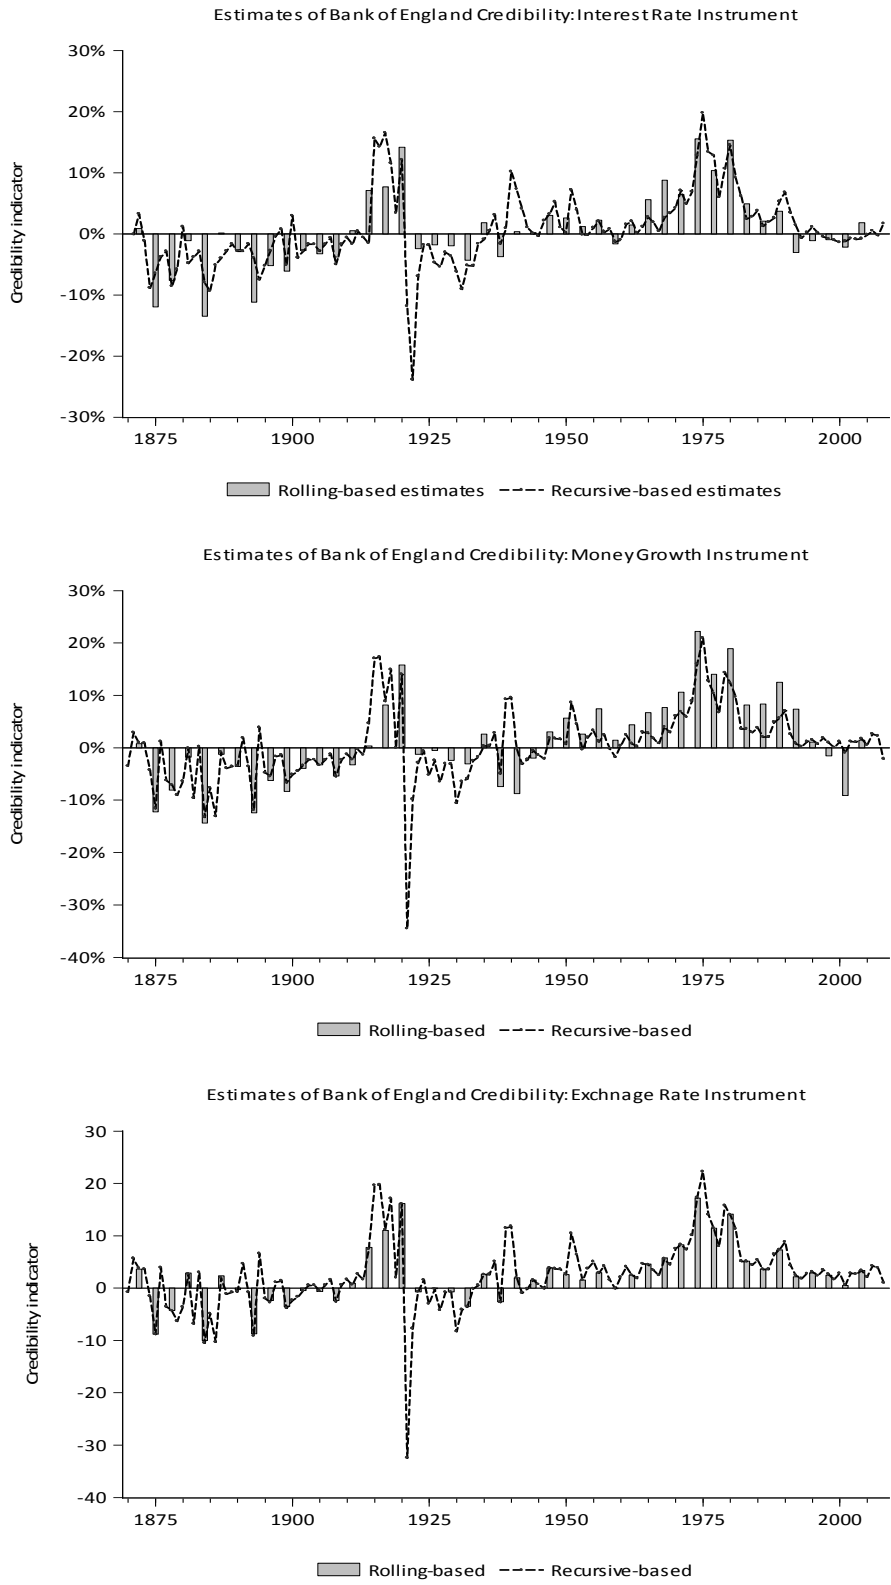 Estimates of Bank of England Credibility: Interest Rate Instrument
30%
20%
10%
0%
-10%
-20%
-30%
Credibility indicator
1875 1900 1925 1950 1975 2000
Rolling-based estimates Recursive-based estimates
Estimates of Bank of England Credibility: Money Growth Instrument
30%
20%
10%
0%
-10%
-20%
-30%
-40%
Credibility indicator
1875 1900 1925 1950 1975 2000
Rolling-based Recursive-based
Estimates of Bank of England Credibility: Exchnage Rate Instrument
30
20
10
0
-10
-20
-30
-40
Credibility indicator
1875 1900 1925 1950 1975 2000
Rolling-based Recursive-based